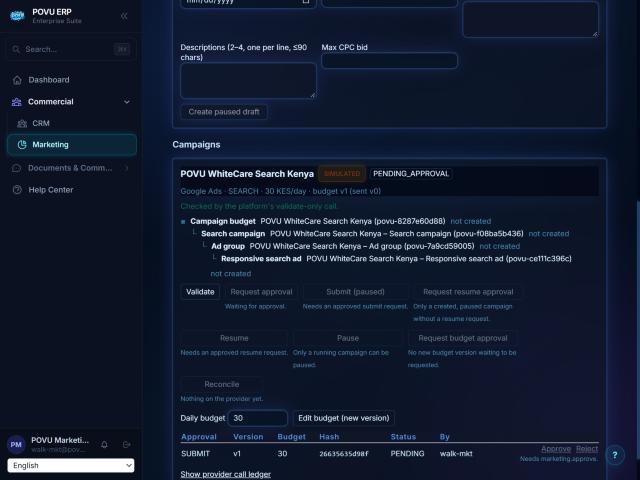 POVU ERP
Enterprise Suite
Search...
⌘K
Dashboard
Commercial
CRM
Marketing
Documents & Comm...
Help Center
POVU Marketi...
walk-mkt@pov...
PM
English
mm/dd/yyyy
Descriptions (2–4, one per line, ≤90 chars)
Max CPC bid
Create paused draft
Campaigns
POVU WhiteCare Search Kenya SIMULATED PENDING_APPROVAL
Google Ads · SEARCH · 30 KES/day · budget v1 (sent v0)
Checked by the platform's validate-only call.
Campaign budget POVU WhiteCare Search Kenya (povu-8287e60d88) not created
Search campaign POVU WhiteCare Search Kenya – Search campaign (povu-f08ba5b436) not created
Ad group POVU WhiteCare Search Kenya – Ad group (povu-7a9cd59005) not created
Responsive search ad POVU WhiteCare Search Kenya – Responsive search ad (povu-ce111c396c)
not created
Validate Request approval Submit (paused) Request resume approval
Waiting for approval. Needs an approved submit request. Only a created, paused campaign without a resume request.
Resume Pause Request budget approval
Needs an approved resume request. Only a running campaign can be paused. No new budget version waiting to be requested.
Reconcile
Nothing on the provider yet.
Daily budget 30 Edit budget (new version)
Approval Version Budget Hash Status By
SUBMIT v1 30 26635635d98f PENDING walk-mkt Approve Reject
Needs marketing.approve.
Show provider call ledger
?